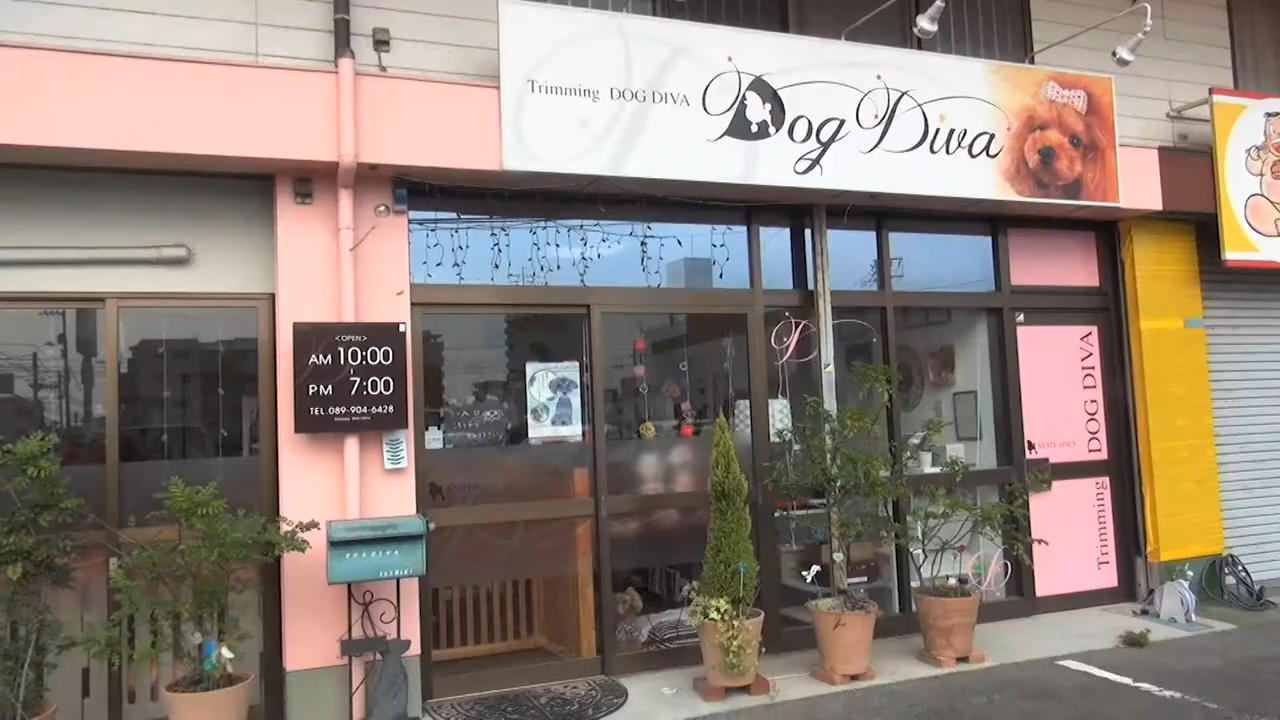 Trimming DOG DIVA
Dog Diva
<OPEN>
AM 10:00
PM 7:00
TEL.089-904-6428
DOG DIVA
STAFF ONLY
DOG DIVA
Trimming